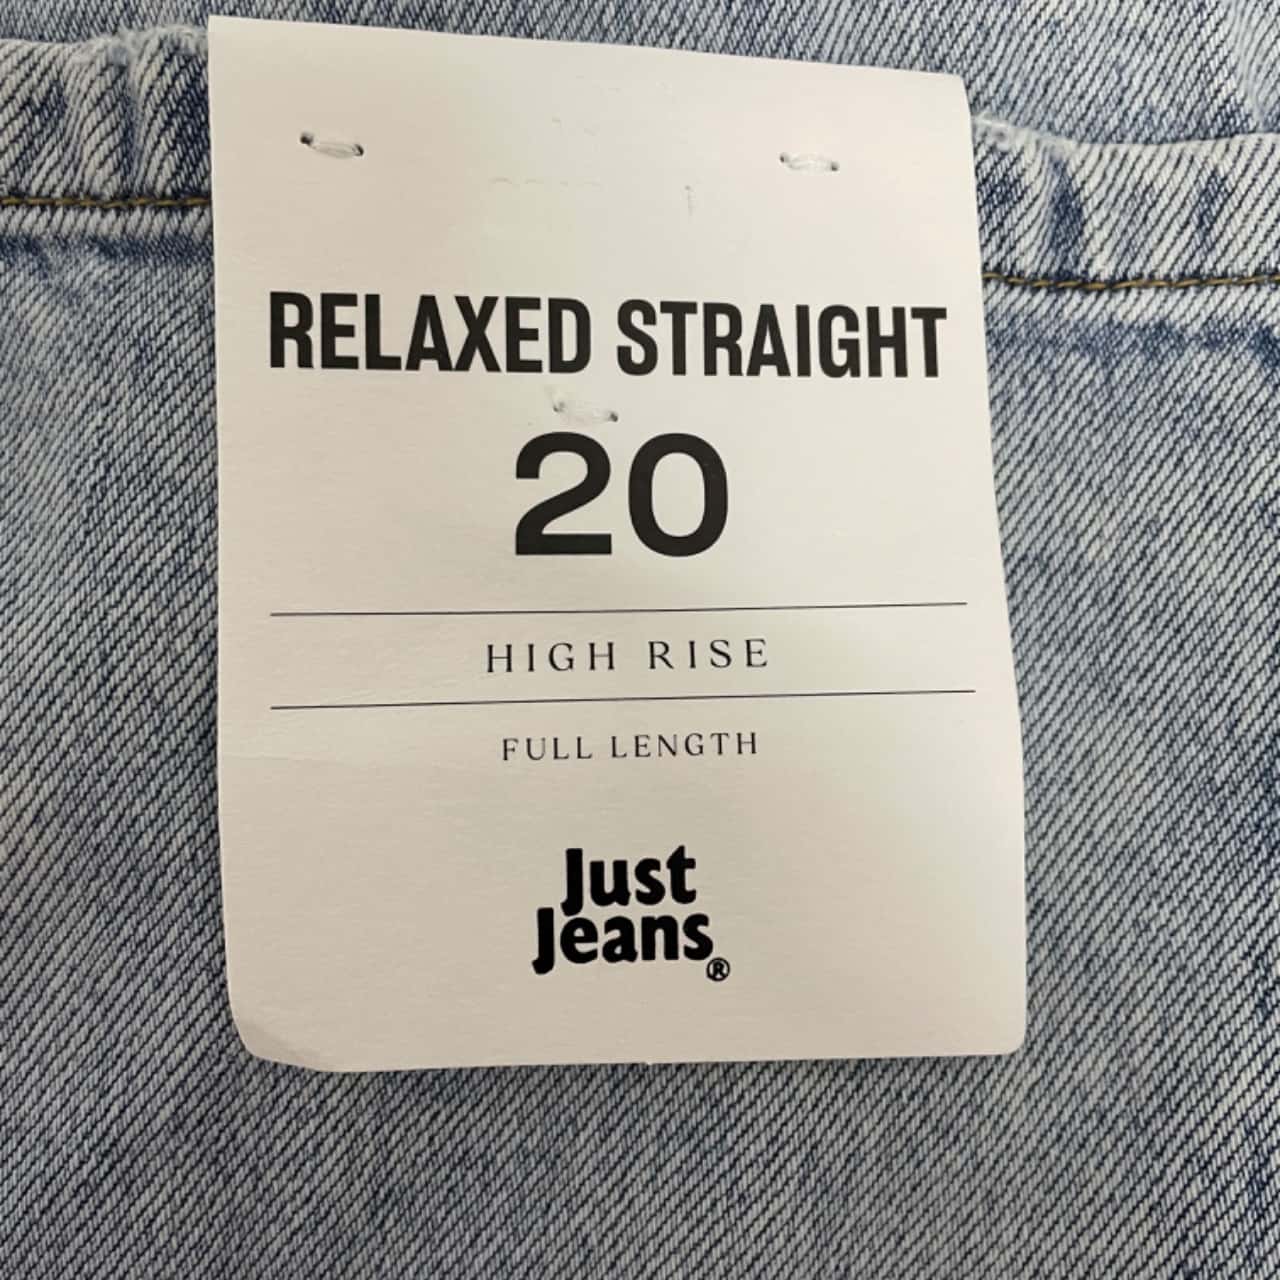 RELAXED STRAIGHT
20
HIGH RISE
FULL LENGTH
Just
Jeans®